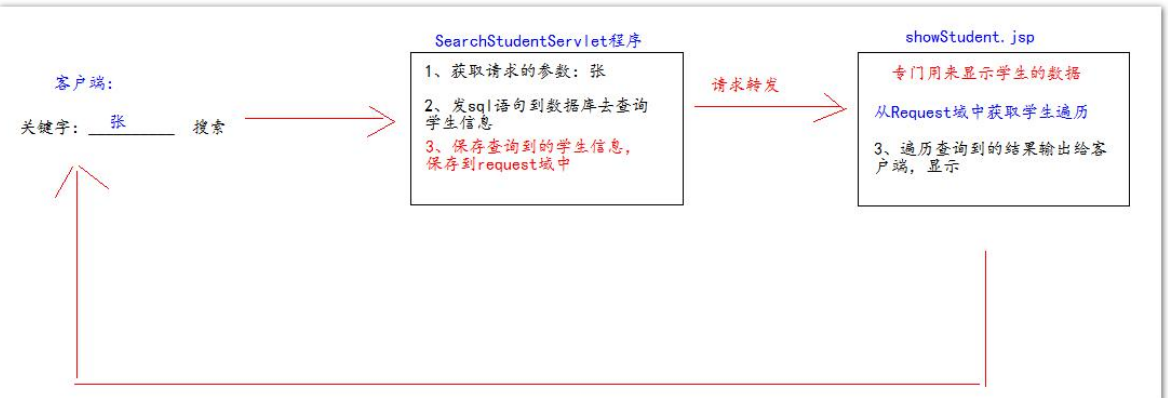 客户端:
关键字: 张 搜索
SearchStudentServlet程序
1、获取请求的参数: 张
2、发sql语句到数据库去查询
学生信息
3、保存查询到的学生信息,
保存到request域中
请求转发
showStudent.jsp
专门用来显示学生的数据
从Request域中获取学生遍历
3、遍历查询到的结果输出给客
户端, 显示